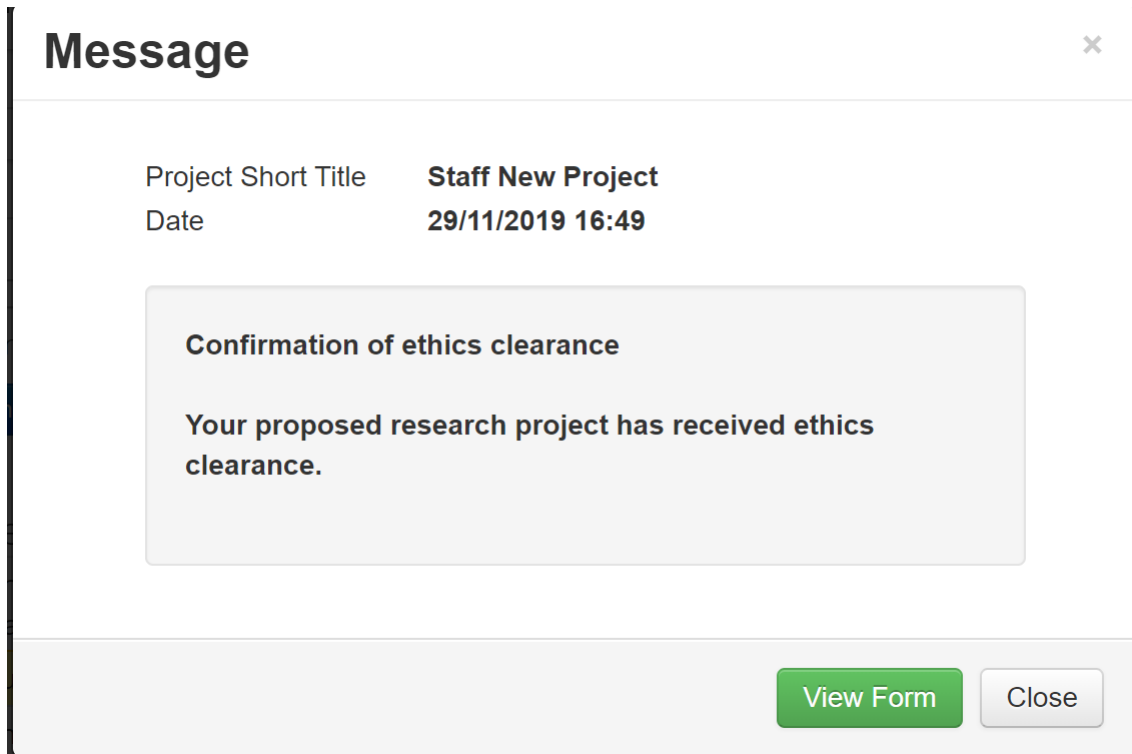 Message
×
Project Short Title Staff New Project
Date 29/11/2019 16:49
Confirmation of ethics clearance
Your proposed research project has received ethics
clearance.
View Form Close